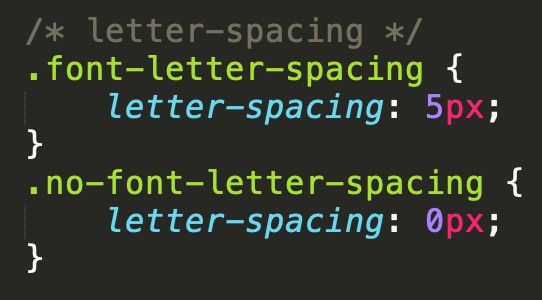 /* letter-spacing */
.font-letter-spacing {
    letter-spacing: 5px;
}
.no-font-letter-spacing {
    letter-spacing: 0px;
}